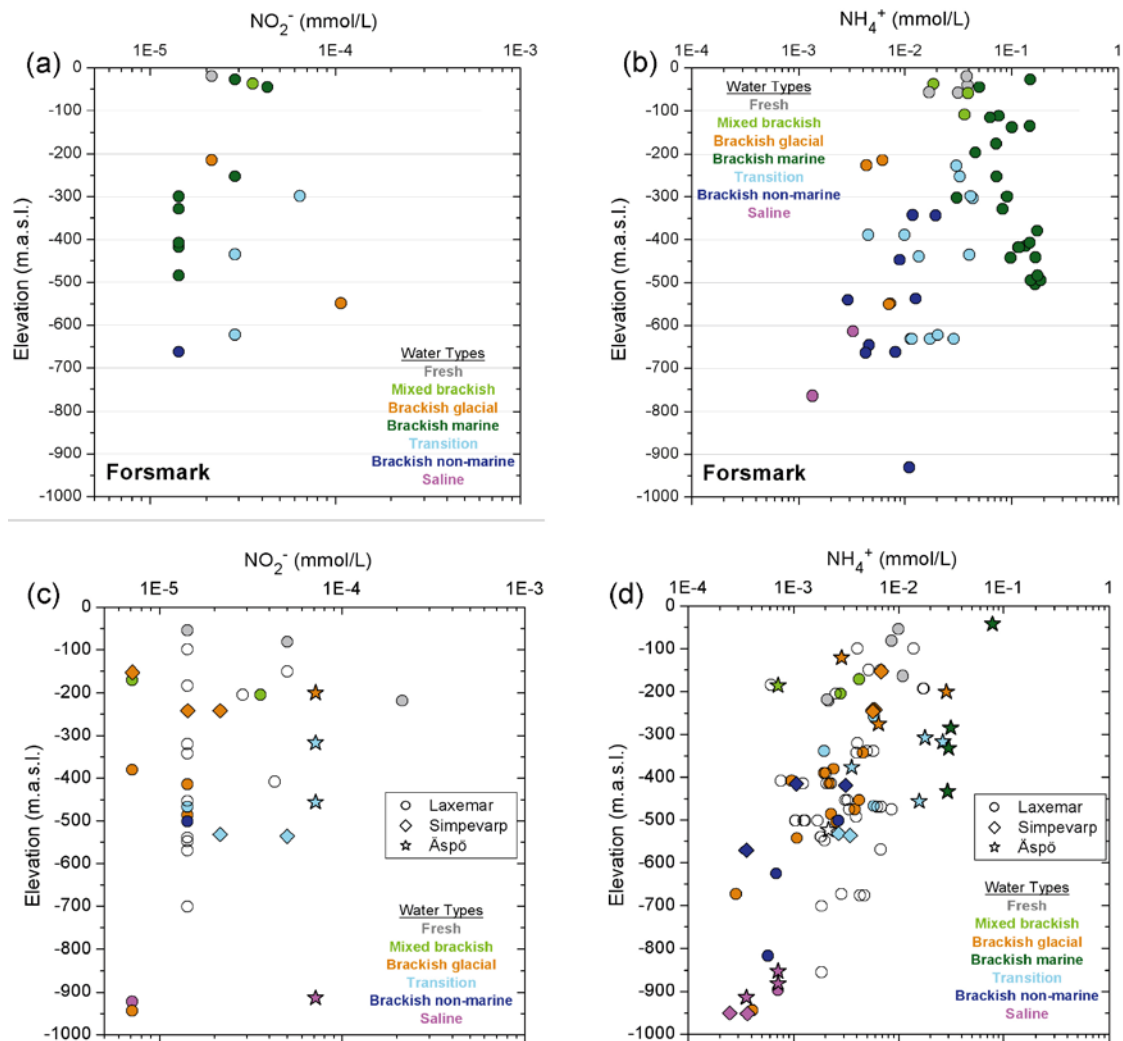 NO2- (mmol/L)
1E-5 1E-4 1E-3
(a)
0
-100
-200
-300
-400
-500
-600
-700
-800
-900
-1000
Elevation (m.a.s.l.)
Water Types
Fresh
Mixed brackish
Brackish glacial
Brackish marine
Transition
Brackish non-marine
Saline
Forsmark
NH4+ (mmol/L)
1E-4 1E-3 1E-2 1E-1 1
(b)
0
-100
-200
-300
-400
-500
-600
-700
-800
-900
-1000
Elevation (m.a.s.l.)
Water Types
Fresh
Mixed brackish
Brackish glacial
Brackish marine
Transition
Brackish non-marine
Saline
Forsmark
NO2- (mmol/L)
1E-5 1E-4 1E-3
(c)
0
-100
-200
-300
-400
-500
-600
-700
-800
-900
-1000
Elevation (m.a.s.l.)
Laxemar
Simpevarp
Äspö
Water Types
Fresh
Mixed brackish
Brackish glacial
Transition
Brackish non-marine
Saline
NH4+ (mmol/L)
1E-4 1E-3 1E-2 1E-1 1
(d)
0
-100
-200
-300
-400
-500
-600
-700
-800
-900
-1000
Elevation (m.a.s.l.)
Laxemar
Simpevarp
Äspö
Water Types
Fresh
Mixed brackish
Brackish glacial
Brackish marine
Transition
Brackish non-marine
Saline